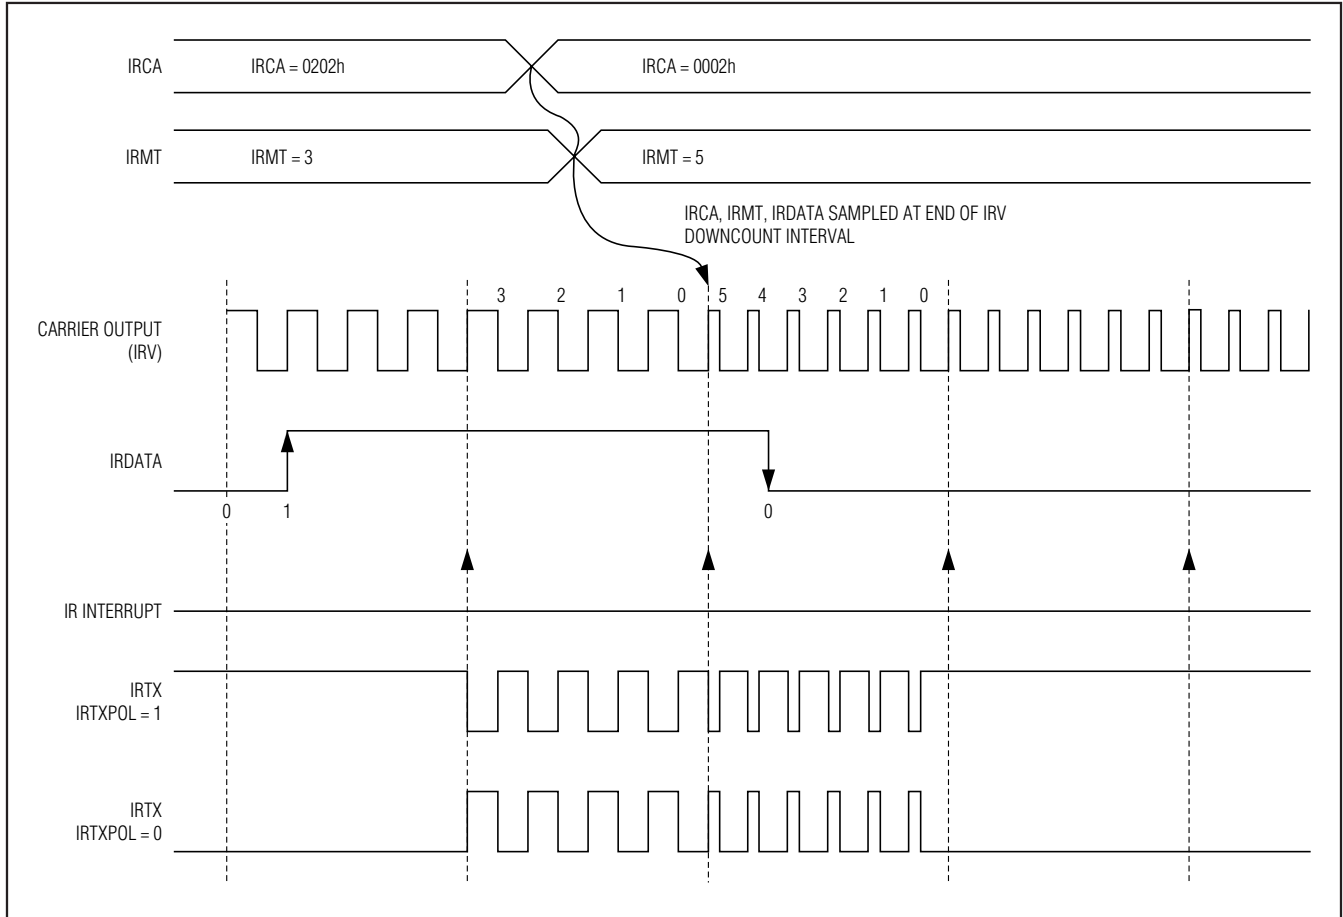 IRCA
IRCA = 0202h
IRCA = 0002h
IRMT
IRMT = 3
IRMT = 5
IRCA, IRMT, IRDATA SAMPLED AT END OF IRV
DOWNCOUNT INTERVAL
3 2 1 0 5 4 3 2 1 0
CARRIER OUTPUT
(IRV)
IRDATA
0 1 0
IR INTERRUPT
IRTX
IRTXPOL = 1
IRTX
IRTXPOL = 0